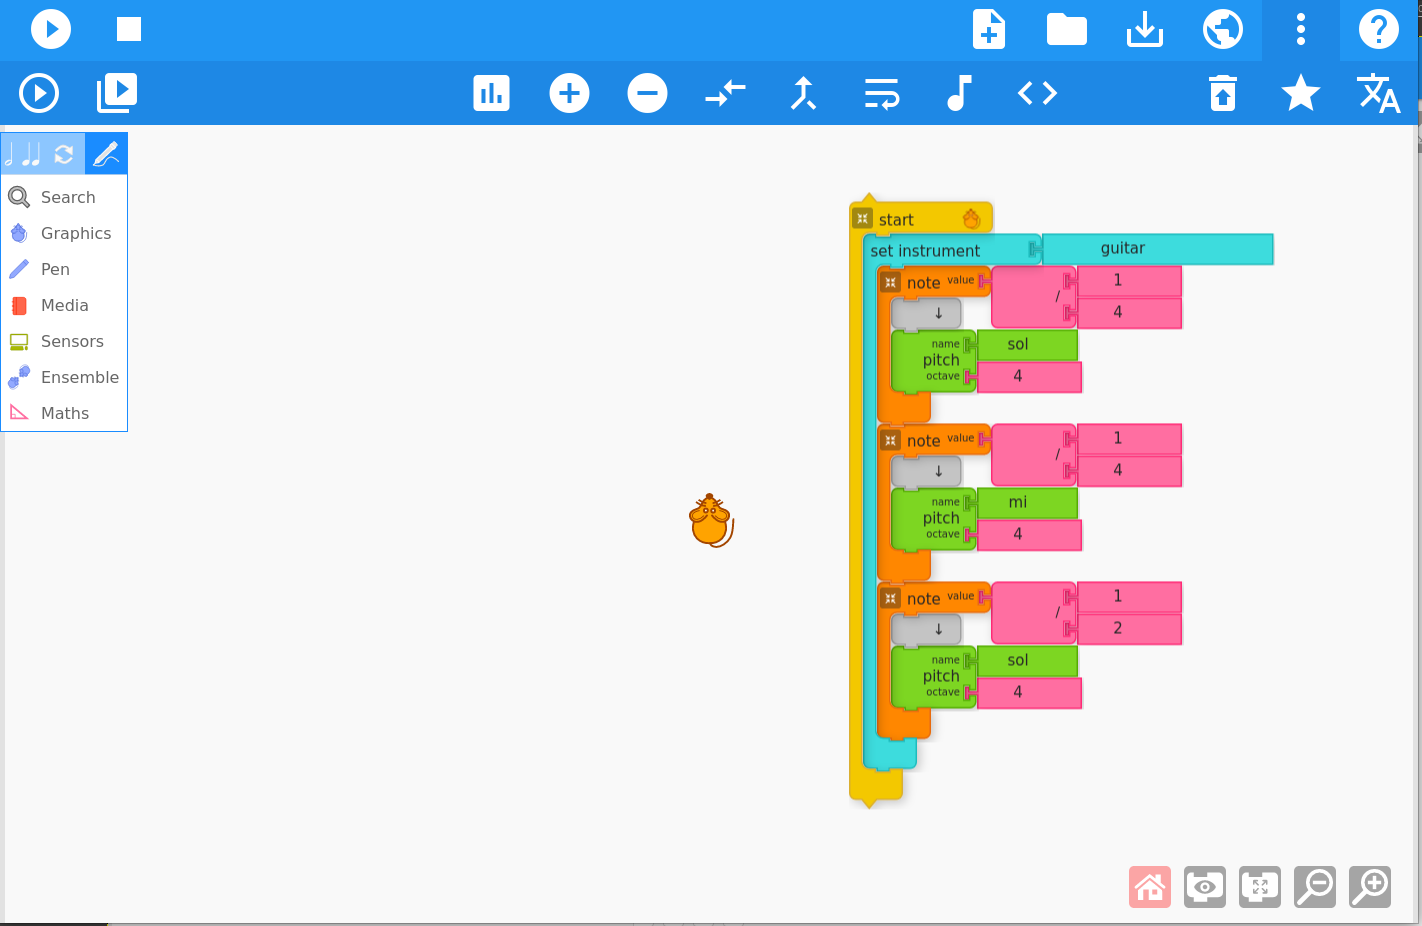 Search
Graphics
Pen
Media
Sensors
Ensemble
Maths
start
set instrument guitar
note value / 1
4
↓
name sol
pitch
octave 4
note value / 1
4
↓
name mi
pitch
octave 4
note value / 1
2
↓
name sol
pitch
octave 4